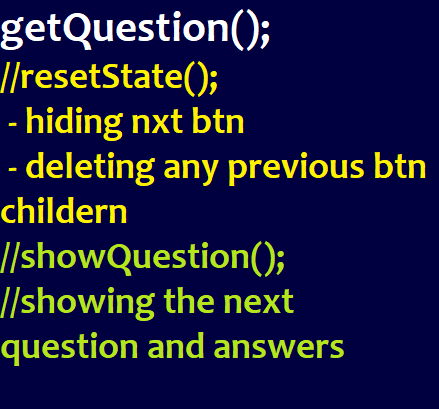 getQuestion();
//resetState();
- hiding nxt btn
- deleting any previous btn
childern
//showQuestion();
//showing the next
question and answers